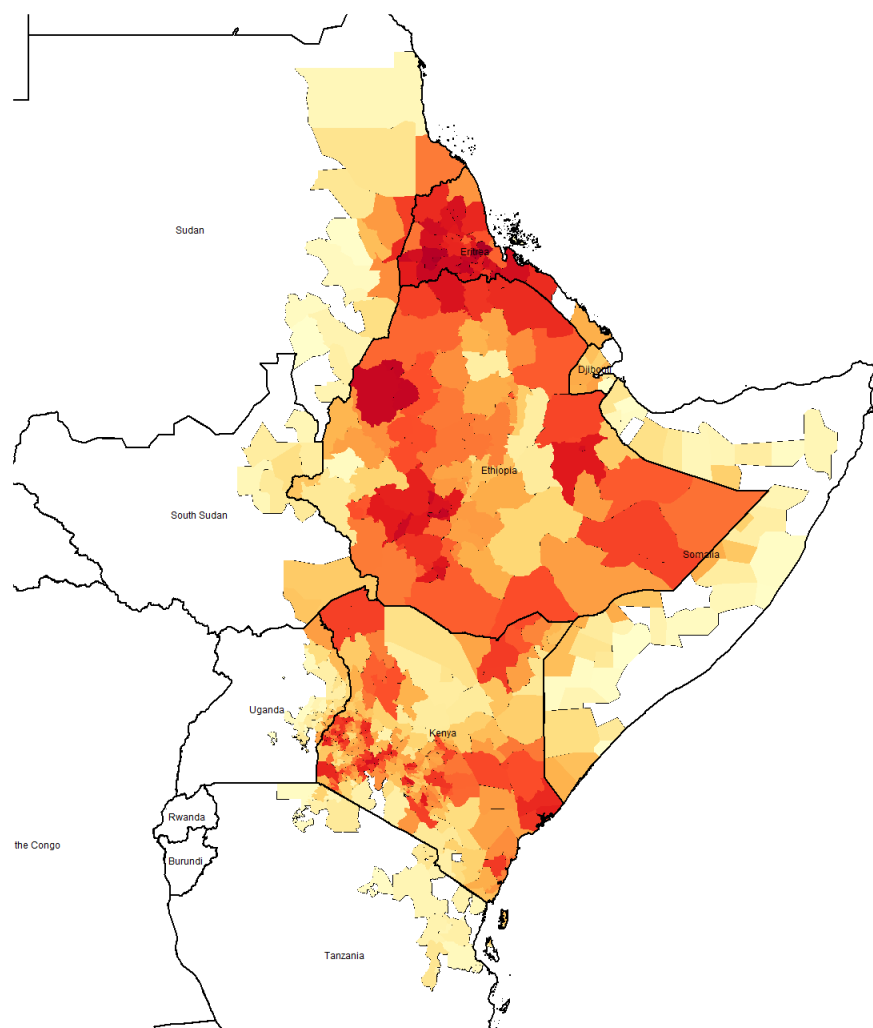 Sudan
Eritrea
Djibouti
Ethiopia
South Sudan
Somalia
Uganda
Kenya
Rwanda
the Congo
Burundi
Tanzania